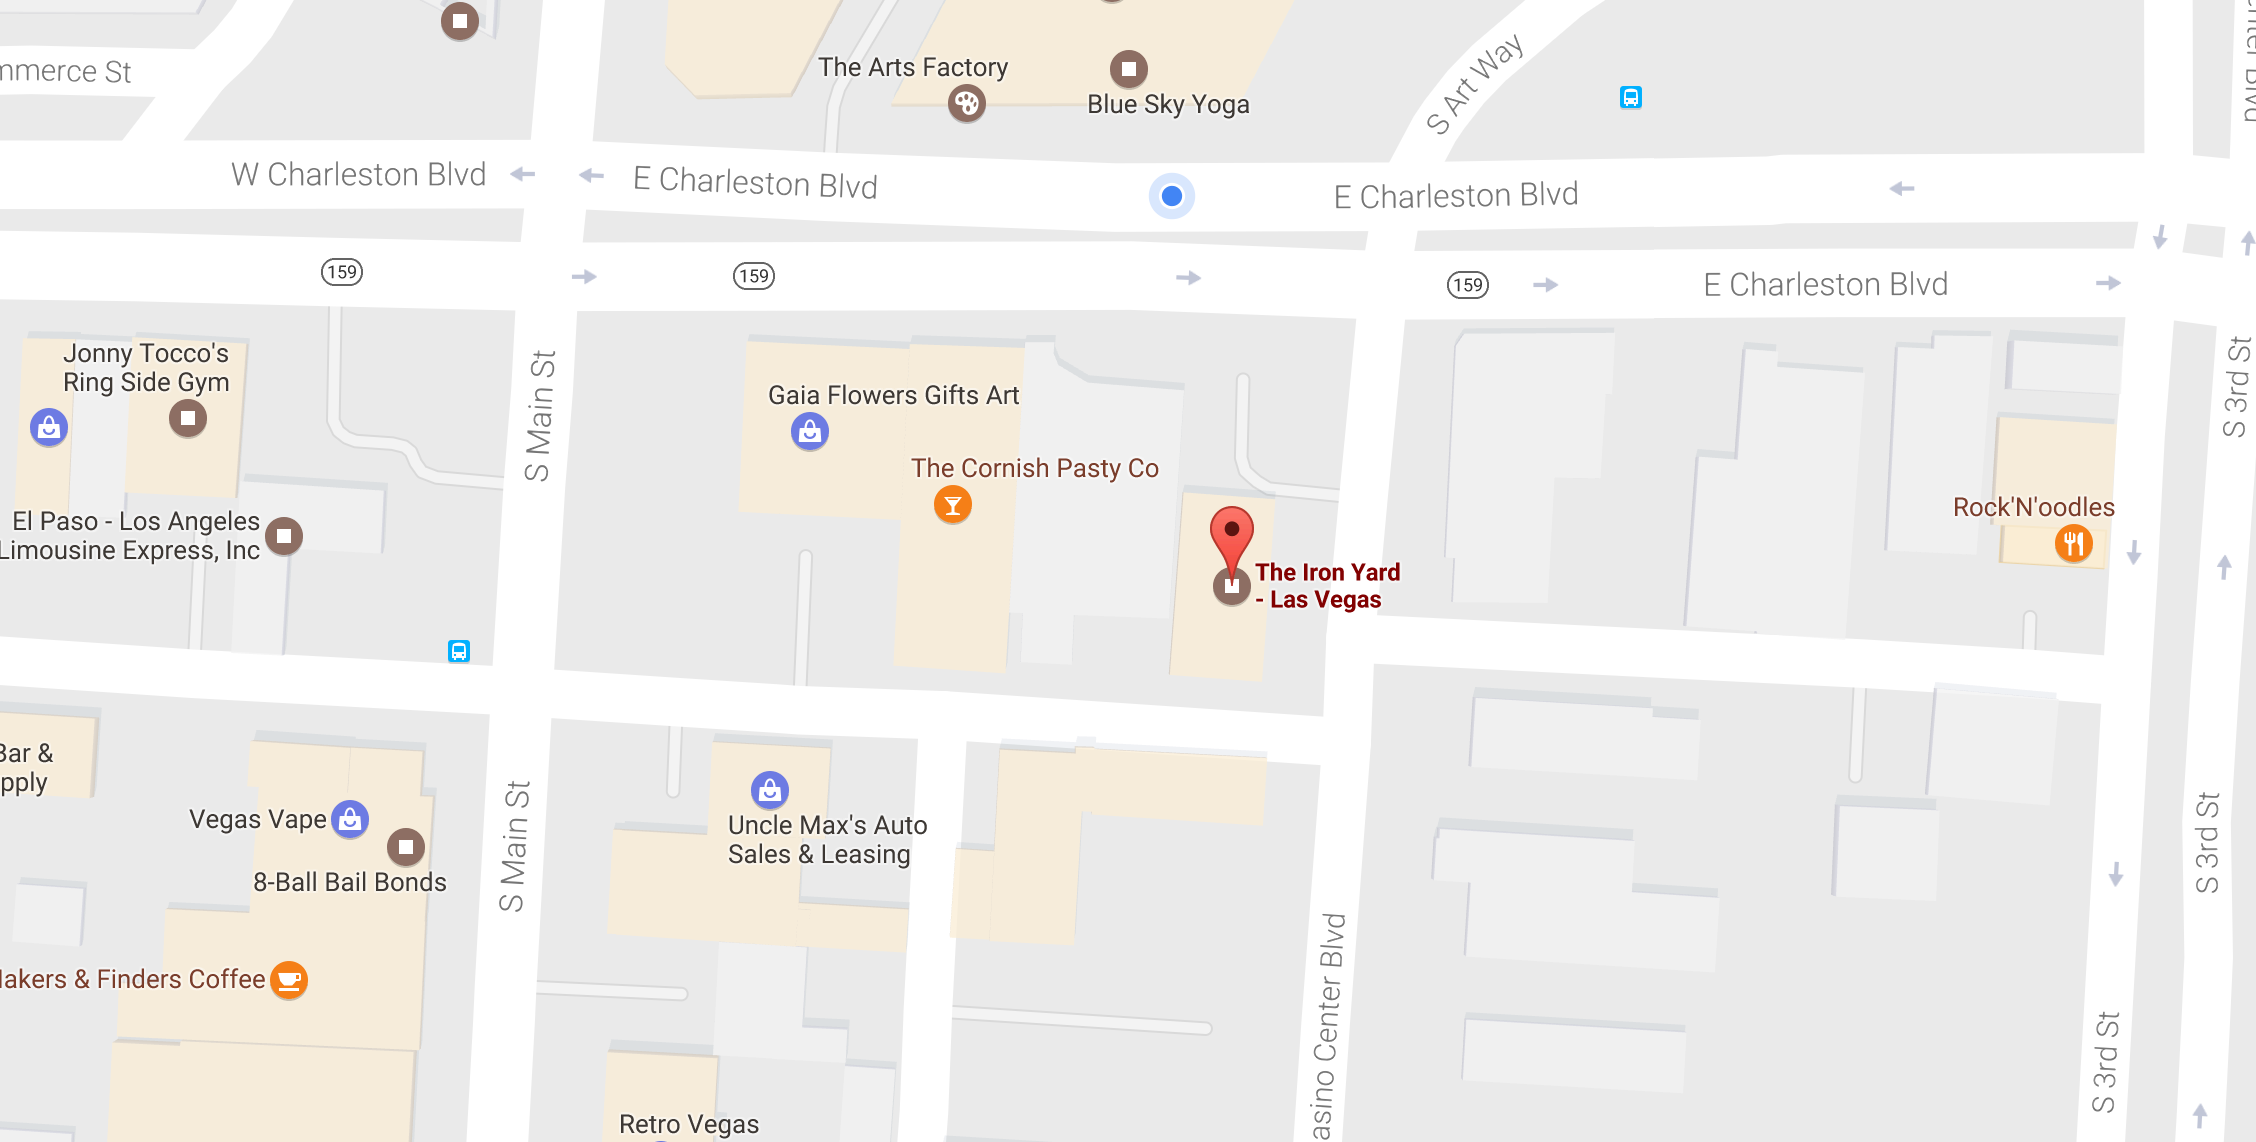 mmerce St
The Arts Factory
Blue Sky Yoga
S Art Way
enter Blvd
W Charleston Blvd
E Charleston Blvd
E Charleston Blvd
159
159
159
E Charleston Blvd
Jonny Tocco's
Ring Side Gym
S Main St
Gaia Flowers Gifts Art
S 3rd St
The Cornish Pasty Co
El Paso - Los Angeles
Limousine Express, Inc
Rock'N'oodles
The Iron Yard
- Las Vegas
Bar &
pply
Vegas Vape
8-Ball Bail Bonds
S Main St
Uncle Max's Auto
Sales & Leasing
S 3rd St
akers & Finders Coffee
asino Center Blvd
S 3rd St
Retro Vegas